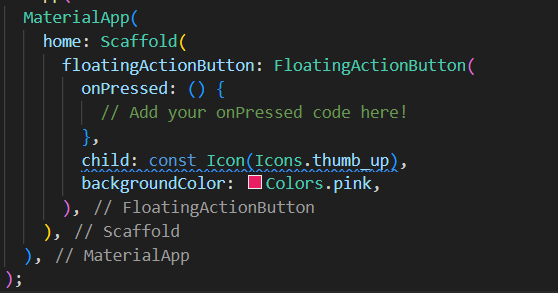 MaterialApp(
home: Scaffold(
floatingActionButton: FloatingActionButton(
onPressed: () {
// Add your onPressed code here!
},
child: const Icon(Icons.thumb_up),
backgroundColor: Colors.pink,
), // FloatingActionButton
), // Scaffold
), // MaterialApp
);